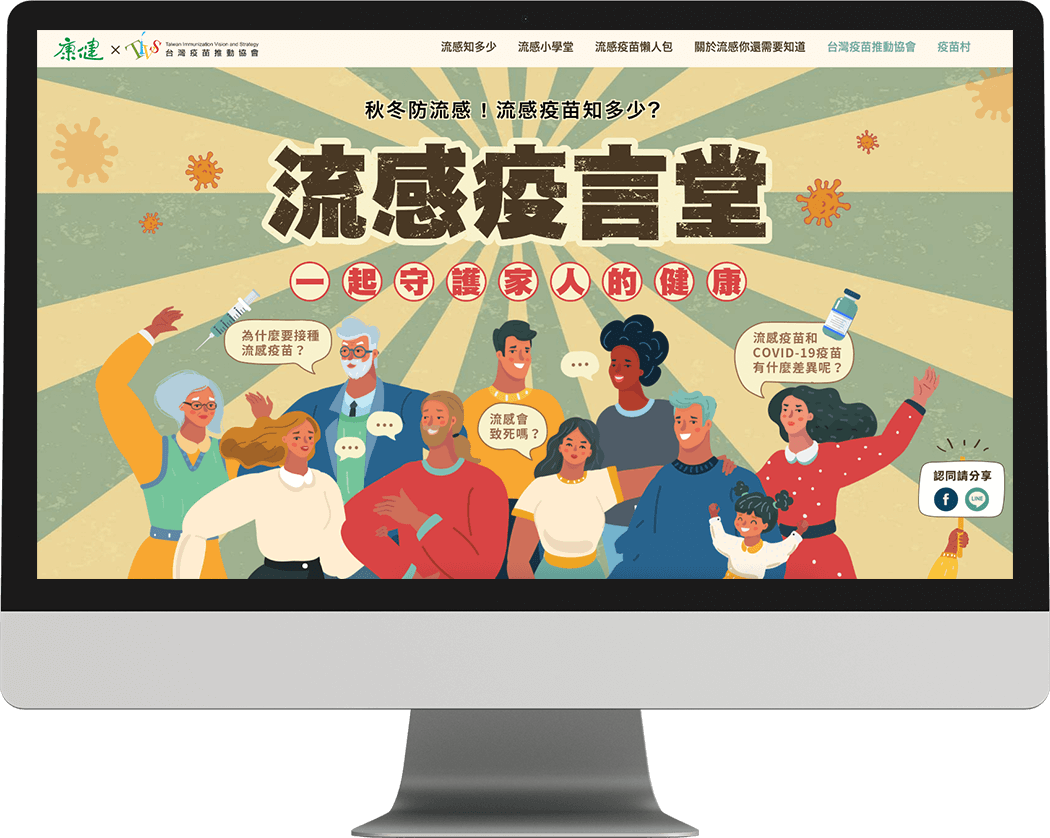 康健 × TIVS Taiwan Immunization Vision and Strategy
台灣疫苗推動協會
流感知多少 流感小學堂 流感疫苗懶人包 關於流感你還需要知道 台灣疫苗推動協會 疫苗村
秋冬防流感！流感疫苗知多少？
流感疫言堂
一起守護家人的健康
為什麼要接種
流感疫苗？
流感疫苗和
COVID-19疫苗
有什麼差異呢？
流感會
致死嗎？
認同請分享
f LINE